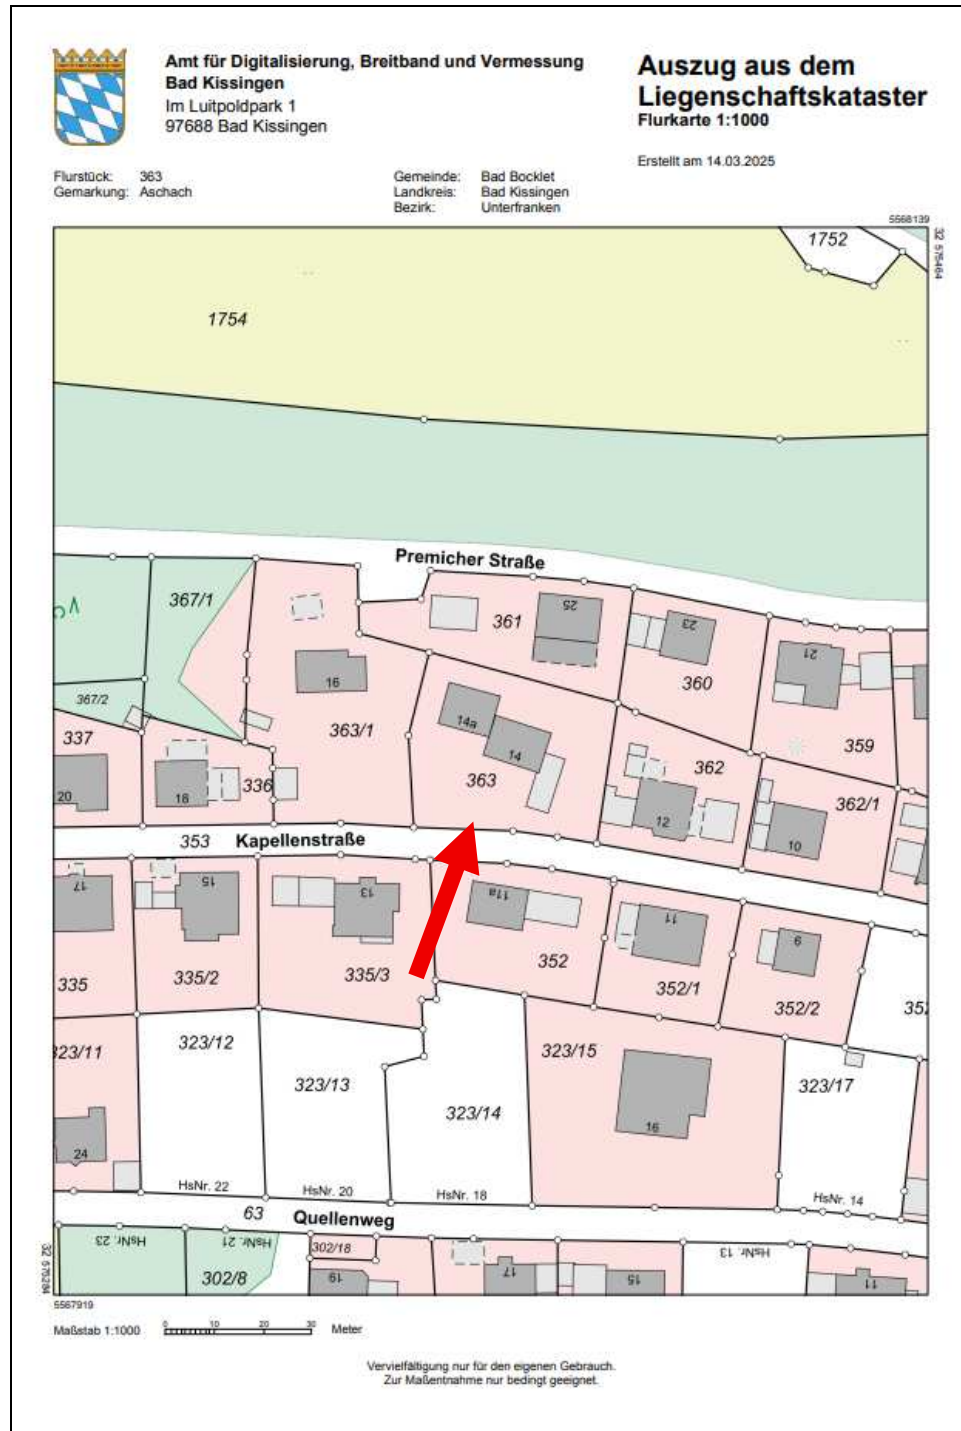 Amt für Digitalisierung, Breitband und Vermessung
Bad Kissingen
Im Luitpoldpark 1
97688 Bad Kissingen
Auszug aus dem
Liegenschaftskataster
Flurkarte 1:1000
Erstellt am 14.03.2025
Flurstück: 363
Gemarkung: Aschach
Gemeinde: Bad Bocklet
Landkreis: Bad Kissingen
Bezirk: Unterfranken
5568139
32 575464
1752
1754
Premicher Straße
367/1
361
25
23
21
360
367/2
16
363/1
14a
14
363
362
359
337
336
20
18
12
362/1
10
353
Kapellenstraße
17
15
13
11a
11
9
335
335/2
335/3
352
352/1
352/2
352
323/11
323/12
323/13
323/14
323/15
323/17
24
16
HsNr. 22
HsNr. 20
HsNr. 18
HsNr. 14
63
Quellenweg
HsNr. 23
HsNr. 21
302/18
HsNr. 13
302/8
19
17
15
11
32 575284
5567919
Maßstab 1:1000
0 10 20 30 Meter
Vervielfältigung nur für den eigenen Gebrauch.
Zur Maßentnahme nur bedingt geeignet.